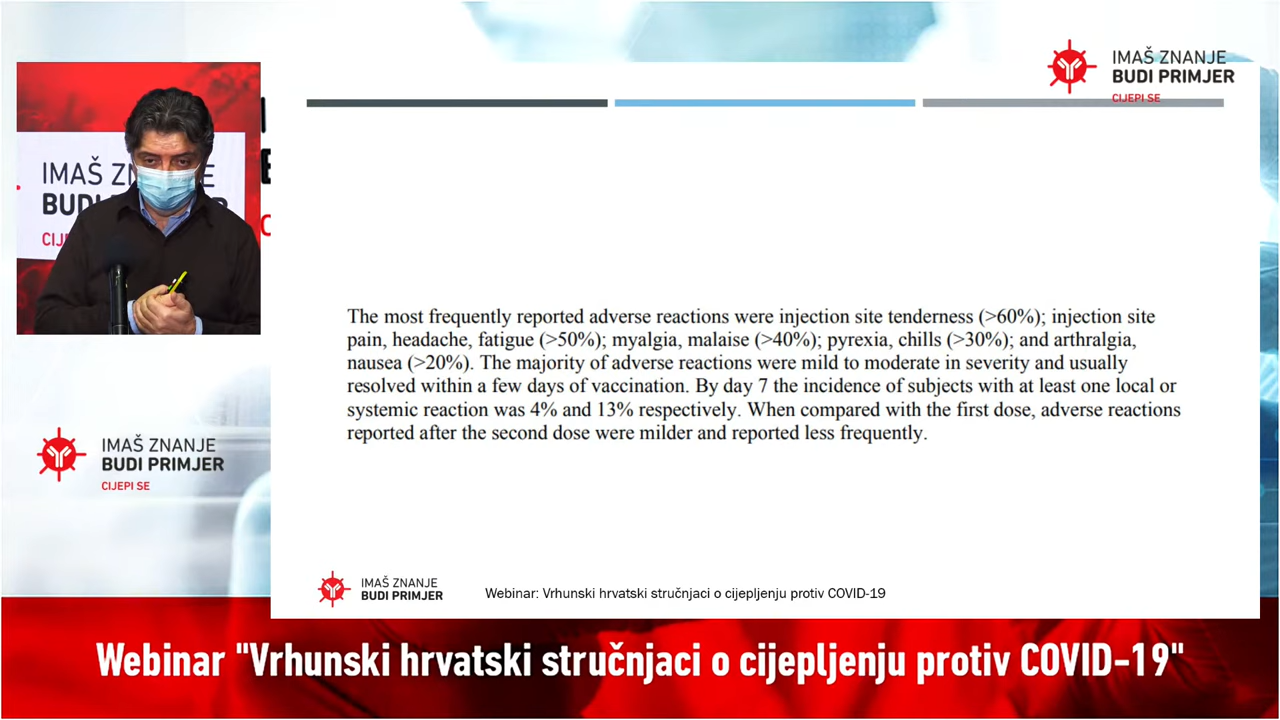 IMAŠ ZNANJE
BUDI PRIMJER
CIJEPI SE
IMAŠ ZN E
BUDI
CIJ
The most frequently reported adverse reactions were injection site tenderness (>60%); injection site
pain, headache, fatigue (>50%); myalgia, malaise (>40%); pyrexia, chills (>30%); and arthralgia,
nausea (>20%). The majority of adverse reactions were mild to moderate in severity and usually
resolved within a few days of vaccination. By day 7 the incidence of subjects with at least one local or
systemic reaction was 4% and 13% respectively. When compared with the first dose, adverse reactions
reported after the second dose were milder and reported less frequently.
IMAŠ ZNANJE
BUDI PRIMJER
CIJEPI SE
IMAŠ ZNANJE
BUDI PRIMJER
Webinar: Vrhunski hrvatski stručnjaci o cijepljenju protiv COVID-19
Webinar "Vrhunski hrvatski stručnjaci o cijepljenju protiv COVID-19"